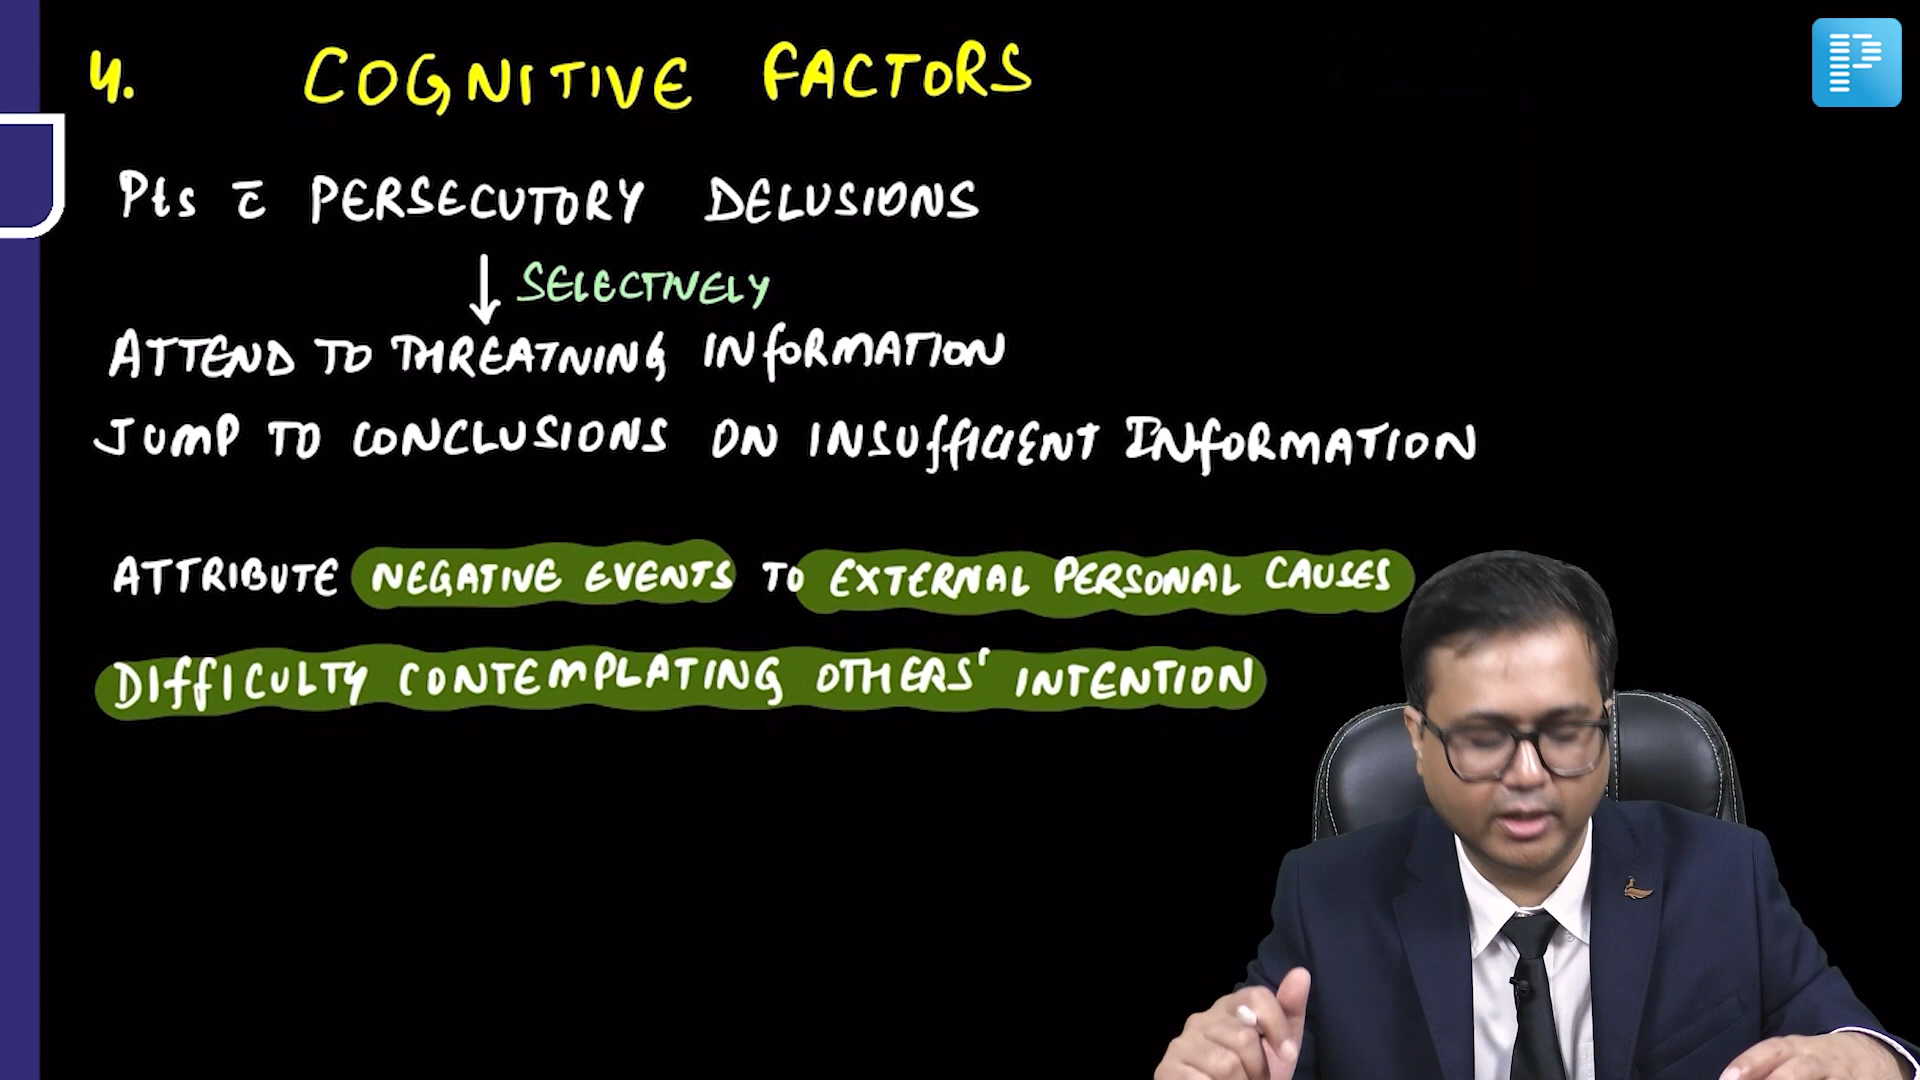 4. COGNITIVE FACTORS
Pts c̄ PERSECUTORY DELUSIONS
↓ SELECTIVELY
ATTEND TO THREATNING INFORMATION
JUMP TO CONCLUSIONS ON INSUFFICIENT INFORMATION
ATTRIBUTE NEGATIVE EVENTS TO EXTERNAL PERSONAL CAUSES
DIFFICULTY CONTEMPLATING OTHERS' INTENTION